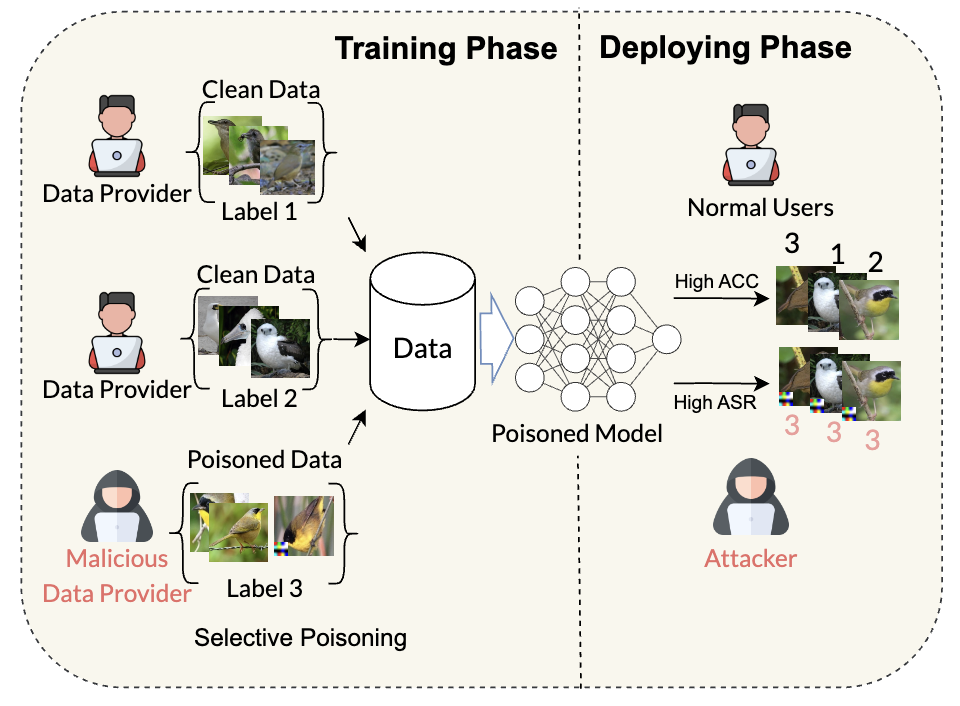 Training Phase
Deploying Phase
Clean Data
Data Provider
Label 1
Normal Users
Clean Data
3
1
2
High ACC
Data Provider
Label 2
Data
High ASR
Poisoned Model
3
3
3
Poisoned Data
Malicious
Data Provider
Label 3
Attacker
Selective Poisoning